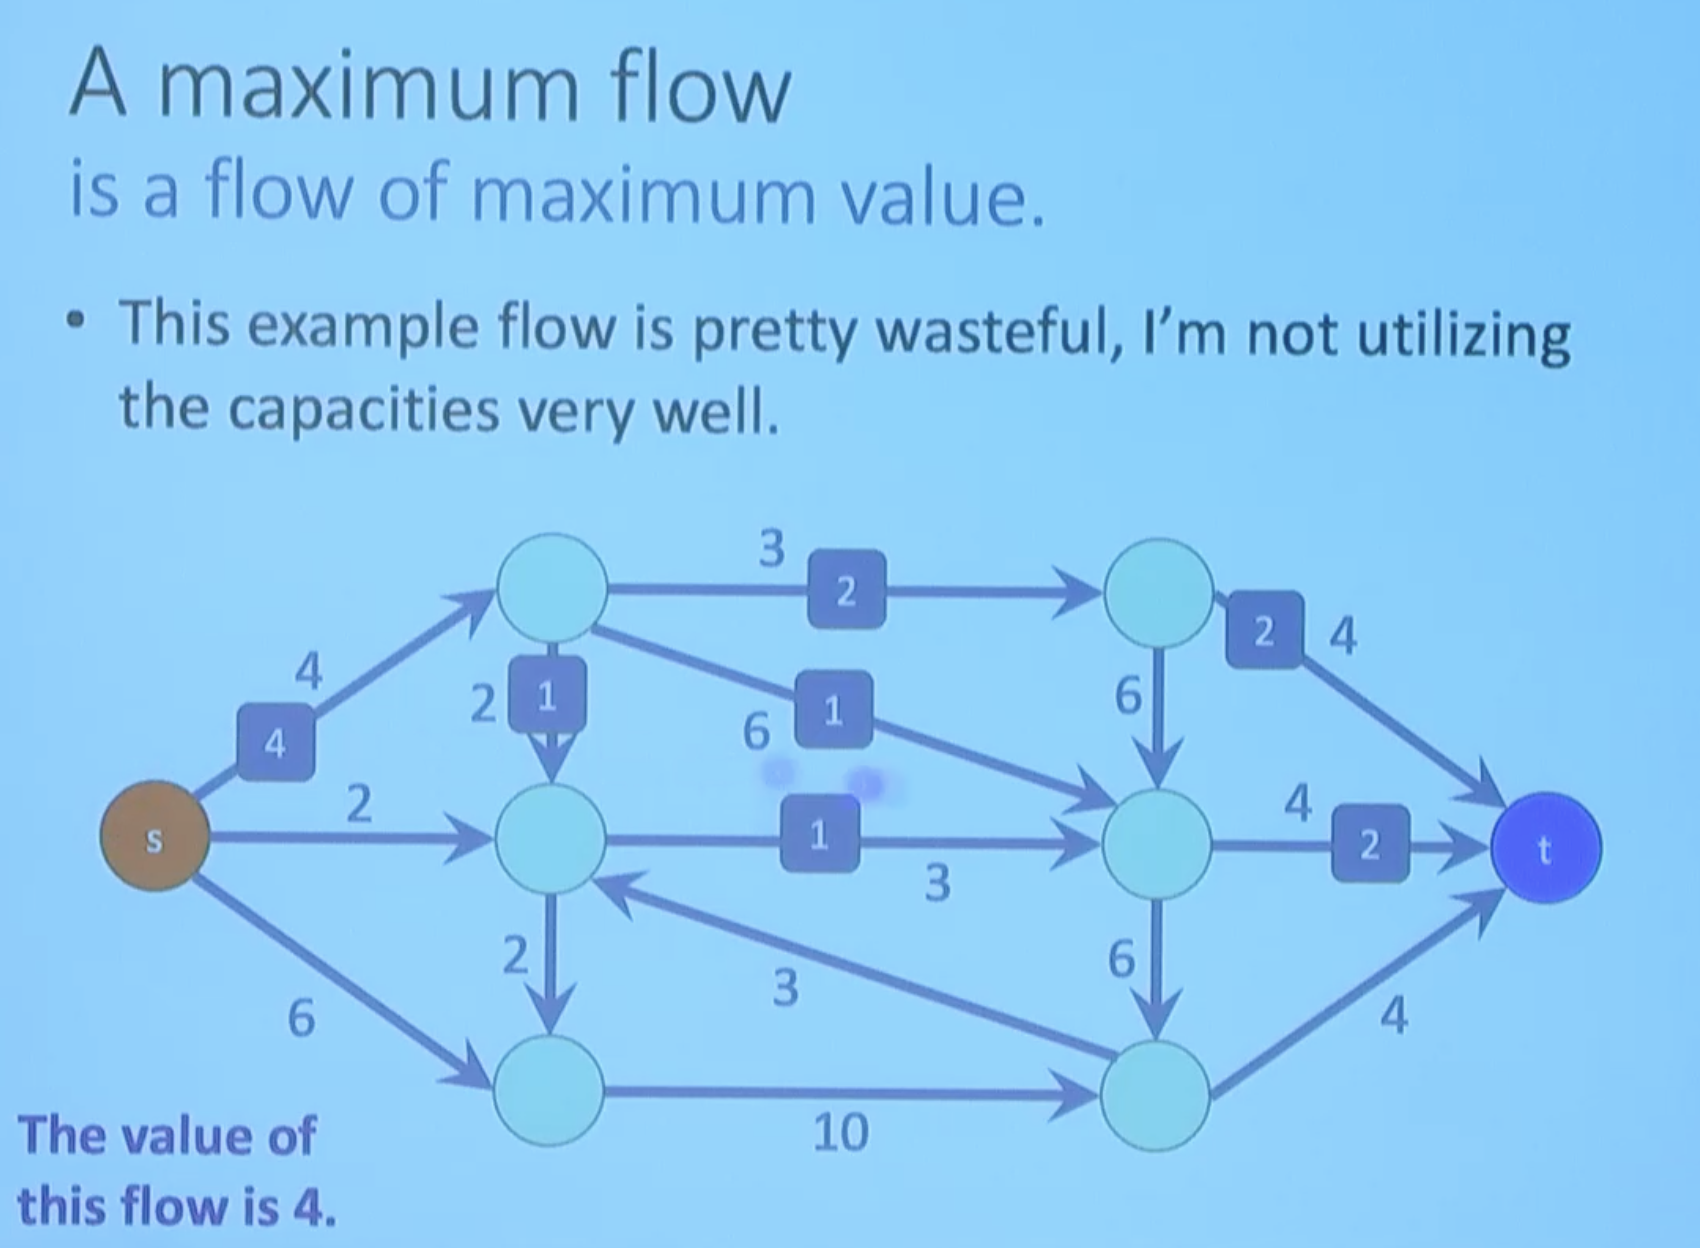 A maximum flow
is a flow of maximum value.
• This example flow is pretty wasteful, I'm not utilizing
the capacities very well.
3
2
2
4
4
2
1
6
1
6
4
2
4
1
2
s
3
t
2
3
6
6
4
10
The value of
this flow is 4.